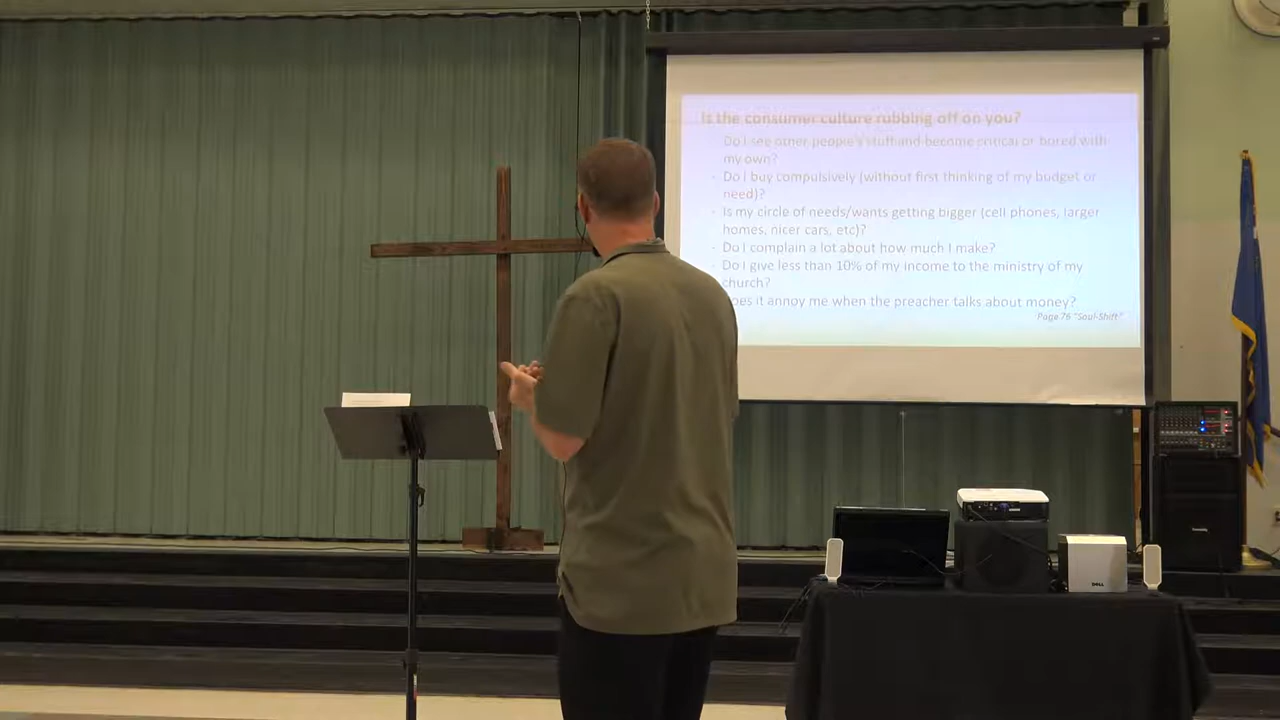 Is the consumer culture rubbing off on you?
Do I see other people's stuff and become critical or bored with
my own?
- Do I buy compulsively (without first thinking of my budget or
need)?
- Is my circle of needs/wants getting bigger (cell phones, larger
homes, nicer cars, etc)?
- Do I complain a lot about how much I make?
- Do I give less than 10% of my income to the ministry of my
church?
oes it annoy me when the preacher talks about money?
Page 76 "Soul-Shift"
DELL